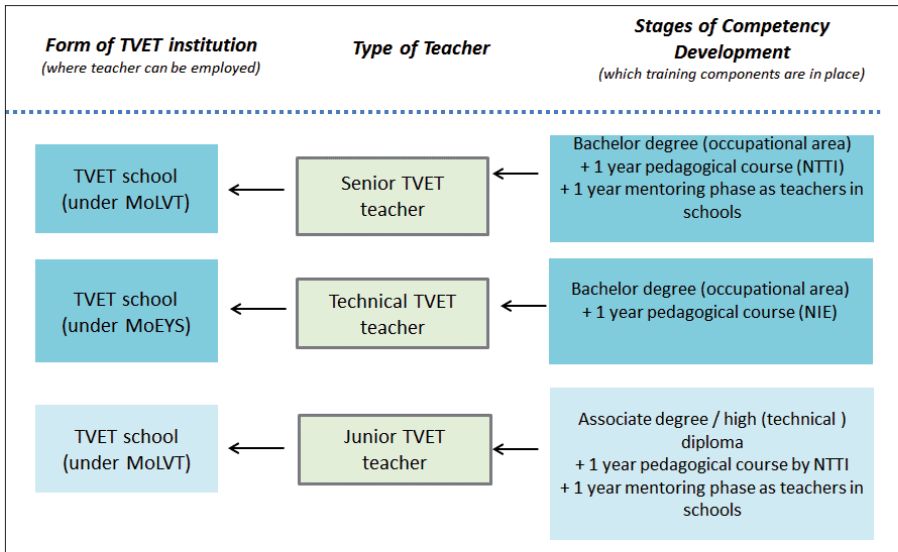 Form of TVET institution
(where teacher can be employed)
Type of Teacher
Stages of Competency
Development
(which training components are in place)
TVET school
(under MoLVT)
Senior TVET
teacher
Bachelor degree (occupational area)
+ 1 year pedagogical course (NTTI)
+ 1 year mentoring phase as teachers in
schools
TVET school
(under MoEYS)
Technical TVET
teacher
Bachelor degree (occupational area)
+ 1 year pedagogical course (NIE)
TVET school
(under MoLVT)
Junior TVET
teacher
Associate degree / high (technical )
diploma
+ 1 year pedagogical course by NTTI
+ 1 year mentoring phase as teachers in
schools